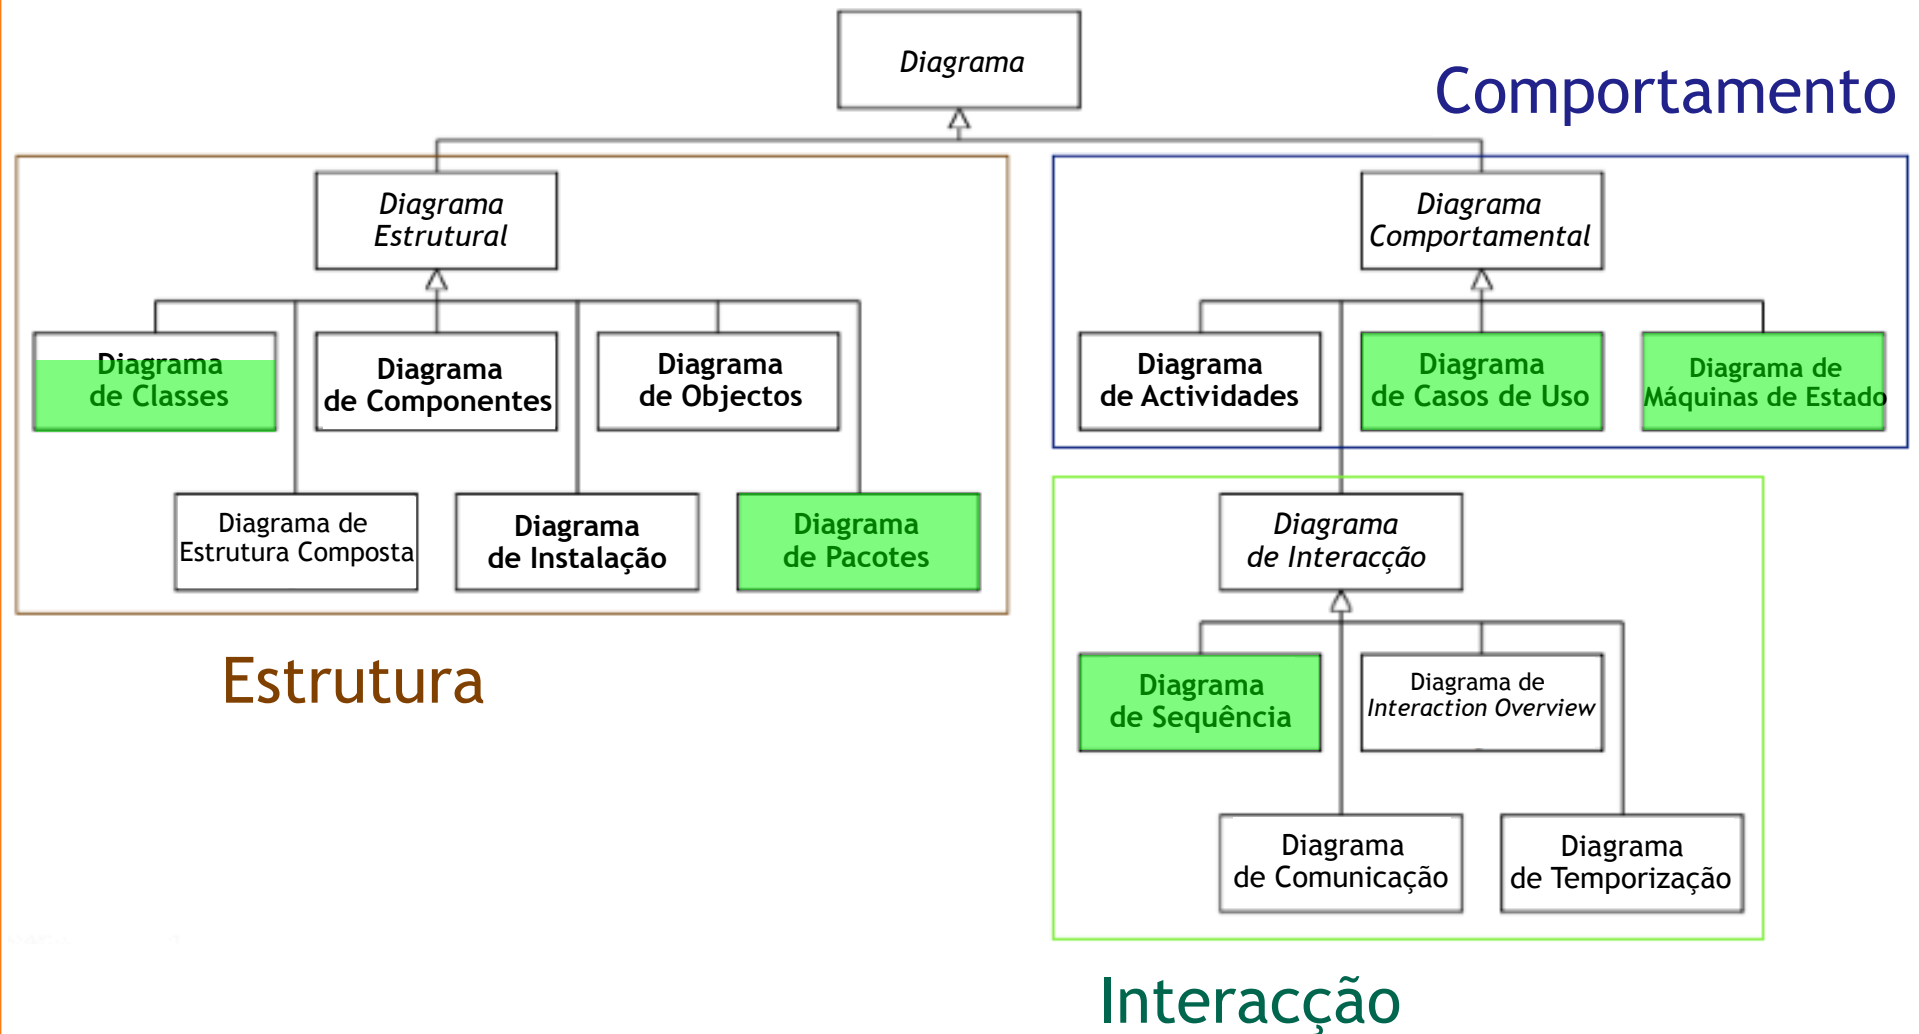 Diagrama
Comportamento
Diagrama
Estrutural
Diagrama
Comportamental
Diagrama
de Classes
Diagrama
de Componentes
Diagrama
de Objectos
Diagrama
de Actividades
Diagrama
de Casos de Uso
Diagrama de
Máquinas de Estado
Diagrama de
Estrutura Composta
Diagrama
de Instalação
Diagrama
de Pacotes
Diagrama
de Interacção
Estrutura
Diagrama
de Sequência
Diagrama de
Interaction Overview
Diagrama
de Comunicação
Diagrama
de Temporização
Interacção